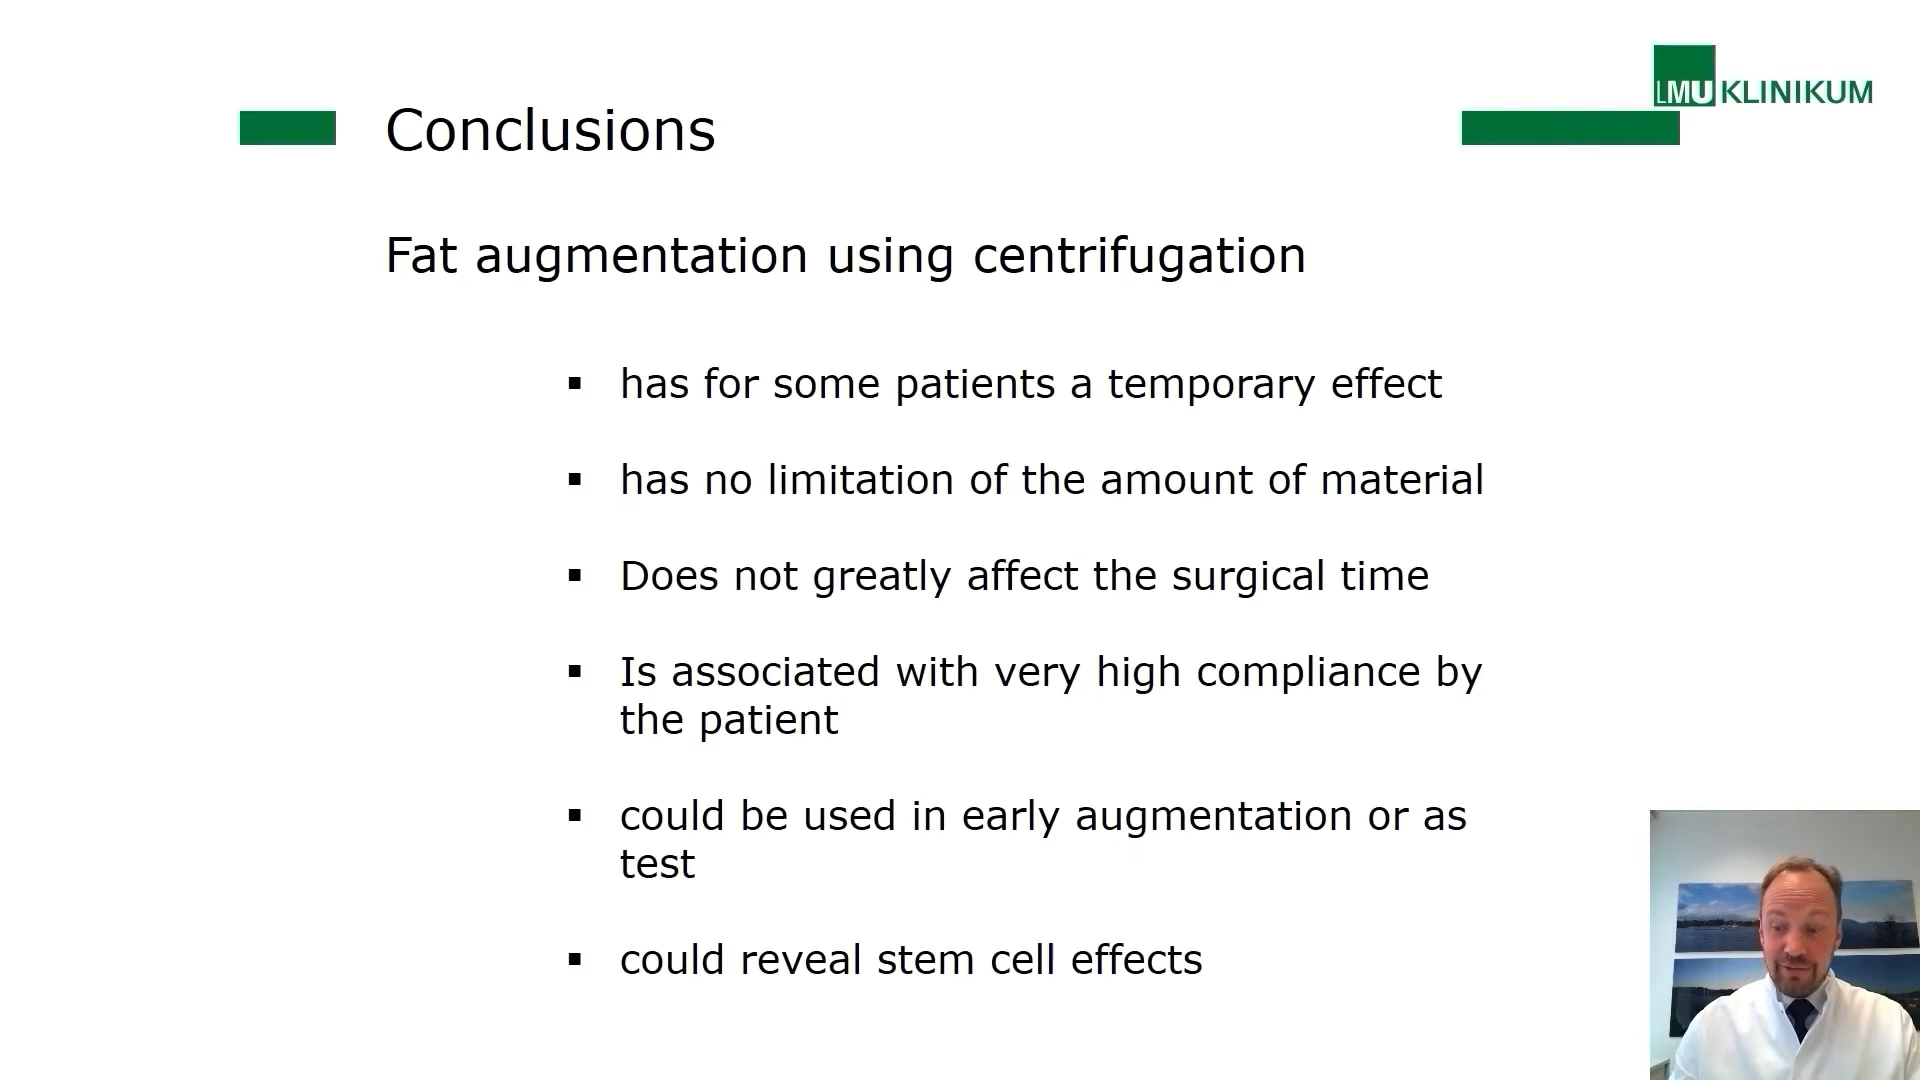 LMU KLINIKUM
Conclusions
Fat augmentation using centrifugation
▪ has for some patients a temporary effect
▪ has no limitation of the amount of material
▪ Does not greatly affect the surgical time
▪ Is associated with very high compliance by
the patient
▪ could be used in early augmentation or as
test
▪ could reveal stem cell effects